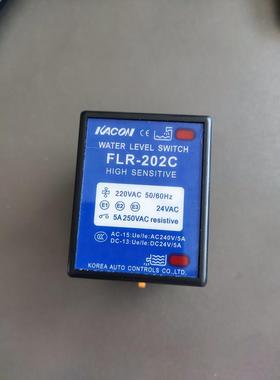 KACON CE
WATER LEVEL SWITCH
FLR-202C
HIGH SENSITIVE
220VAC 50/60Hz
E1 E2 E3 24VAC
5A 250VAC resistive
AC-15:Ue/Ie:AC240V/5A
DC-13:Ue/Ie:DC24V/5A
KOREA AUTO CONTROLS CO.,LTD.